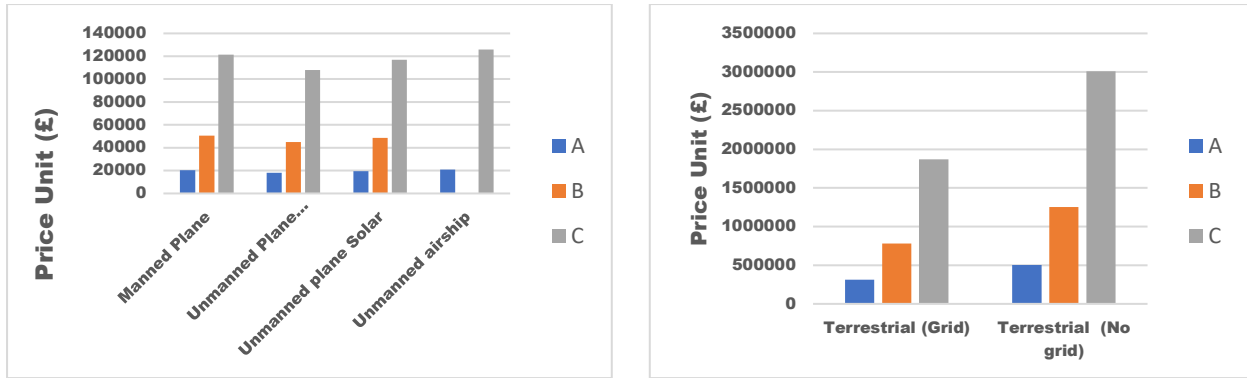 Price Unit (£)
140000
120000
100000
80000
60000
40000
20000
0
Manned Plane
Unmanned Plane...
Unmanned plane Solar
Unmanned airship
A
B
C
Price Unit (£)
3500000
3000000
2500000
2000000
1500000
1000000
500000
0
Terrestrial (Grid)
Terrestrial (No
grid)
A
B
C